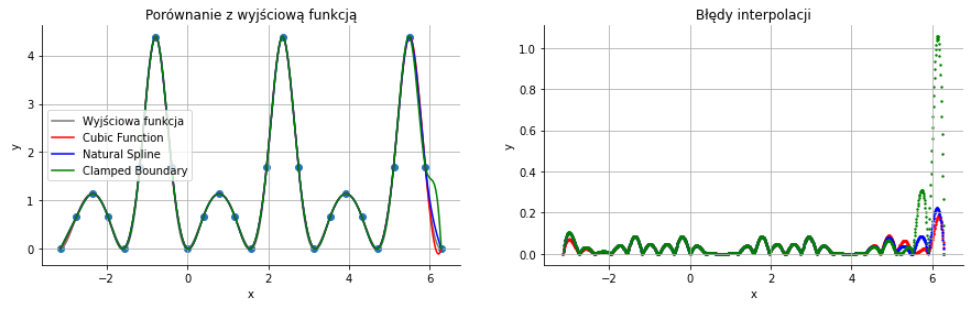 Porównanie z wyjściową funkcją
4
3
2
1
0
y
Wyjściowa funkcja
Cubic Function
Natural Spline
Clamped Boundary
−2
0
2
4
6
x
Błędy interpolacji
1.0
0.8
0.6
0.4
0.2
0.0
y
−2
0
2
4
6
x